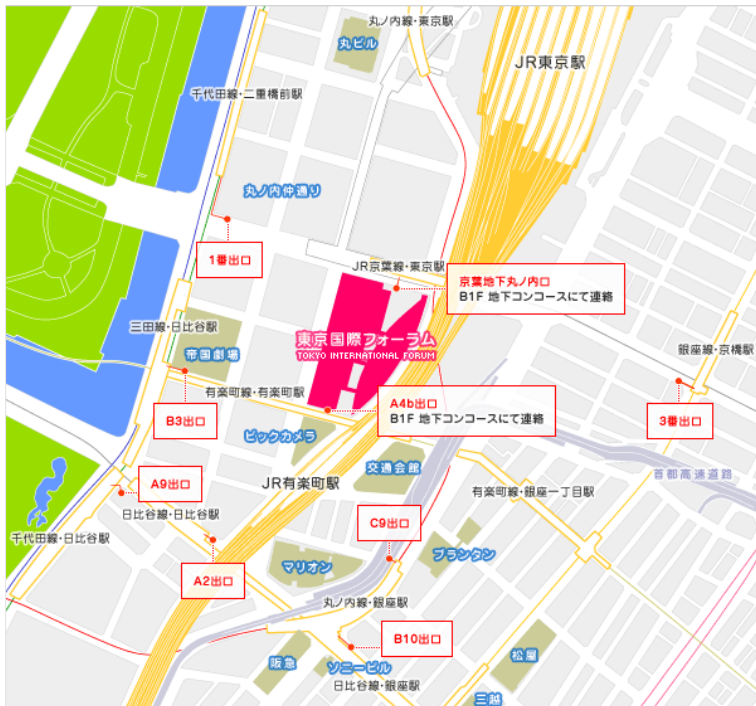 丸ノ内線・東京駅
丸ビル
JR東京駅
千代田線・二重橋前駅
丸ノ内仲通り
1番出口
JR京葉線・東京駅
京葉地下丸ノ内口
B1F 地下コンコースにて連絡
三田線・日比谷駅
東京国際フォーラム
TOKYO INTERNATIONAL FORUM
帝国劇場
銀座線・京橋駅
有楽町線・有楽町駅
A4b出口
B1F 地下コンコースにて連絡
B3出口
3番出口
ビックカメラ
交通会館
首都高速道路
A9出口
JR有楽町駅
有楽町線・銀座一丁目駅
日比谷線・日比谷駅
C9出口
千代田線・日比谷駅
プランタン
マリオン
A2出口
丸ノ内線・銀座駅
B10出口
阪急
ソニービル
松屋
日比谷線・銀座駅
三越